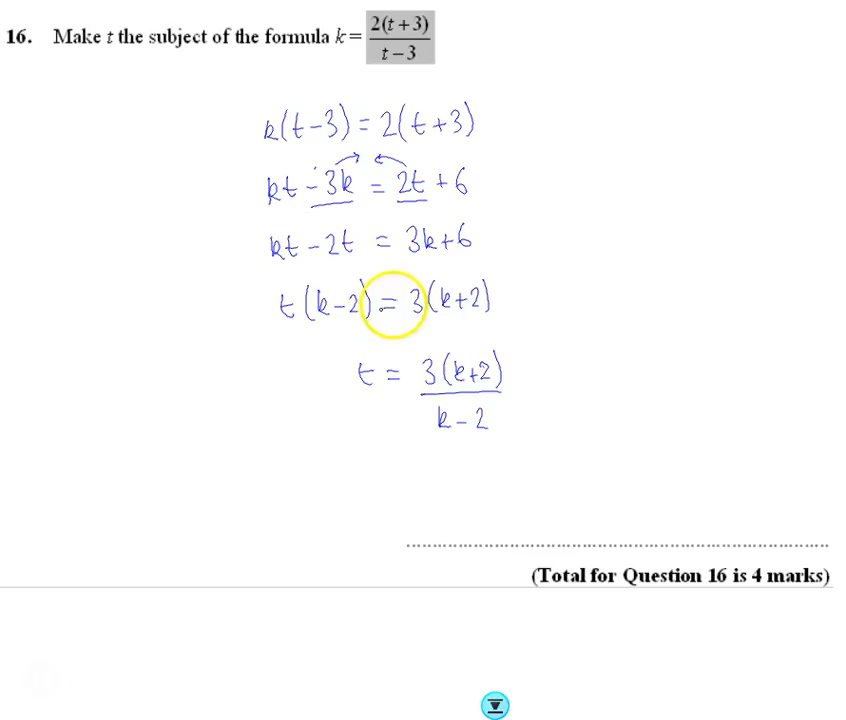 16. Make t the subject of the formula k = 2(t + 3) / t − 3
k(t−3) = 2(t+3)
kt − 3k = 2t + 6
kt − 2t = 3k + 6
t(k−2) = 3(k+2)
t = 3(k+2) / k − 2
(Total for Question 16 is 4 marks)